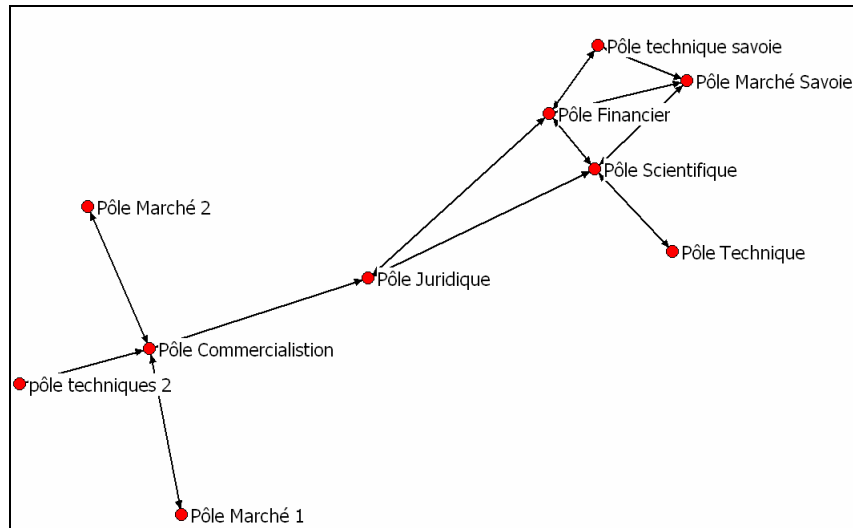 Pôle technique savoie
Pôle Marché Savoie
Pôle Financier
Pôle Scientifique
Pôle Marché 2
Pôle Technique
Pôle Juridique
Pôle Commercialistion
pôle techniques 2
Pôle Marché 1